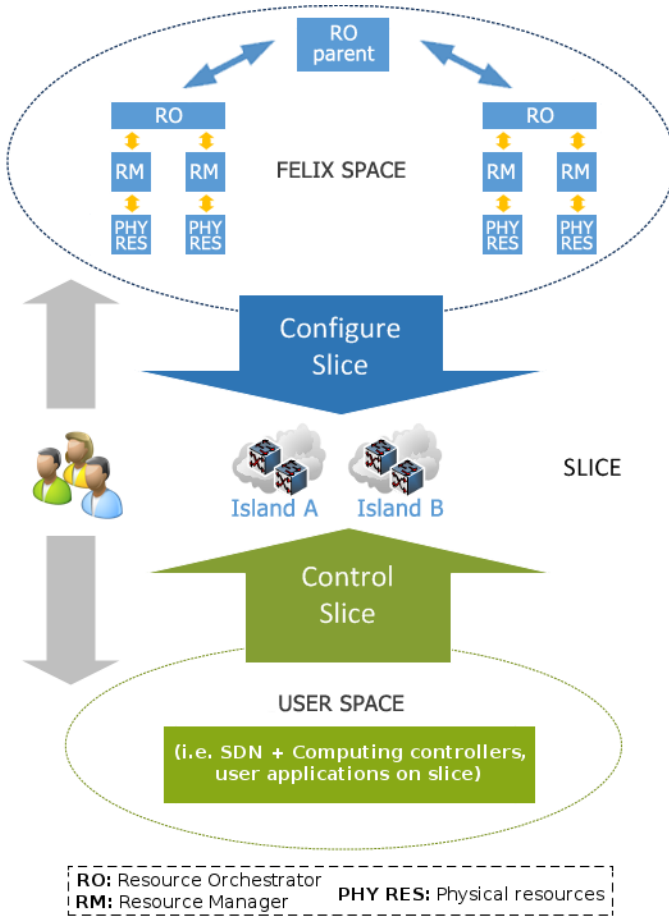 RO
parent
RO
RO
RM
RM
FELIX SPACE
RM
RM
PHY
RES
PHY
RES
PHY
RES
PHY
RES
Configure
Slice
SLICE
Island A
Island B
Control
Slice
USER SPACE
(i.e. SDN + Computing controllers,
user applications on slice)
RO: Resource Orchestrator
RM: Resource Manager
PHY RES: Physical resources